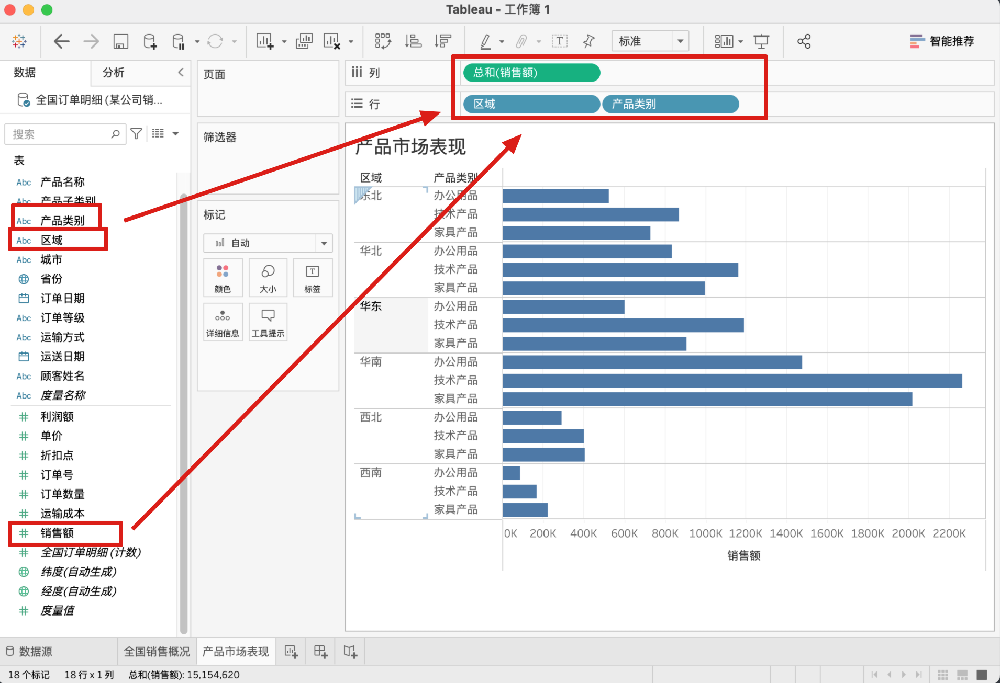 Tableau - 工作簿 1
标准
智能推荐
数据
分析
全国订单明细 (某公司销...
搜索
表
Abc 产品名称
Abc 产品子类别
Abc 产品类别
Abc 区域
Abc 城市
省份
订单日期
Abc 订单等级
Abc 运输方式
运送日期
Abc 顾客姓名
Abc 度量名称
利润额
单价
折扣点
订单号
订单数量
运输成本
销售额
全国订单明细 (计数)
纬度(自动生成)
经度(自动生成)
度量值
页面
筛选器
标记
自动
颜色
大小
T
标签
详细信息
工具提示
列
总和(销售额)
行
区域
产品类别
产品市场表现
区域
产品类别
东北
办公用品
技术产品
家具产品
华北
办公用品
技术产品
家具产品
华东
办公用品
技术产品
家具产品
华南
办公用品
技术产品
家具产品
西北
办公用品
技术产品
家具产品
西南
办公用品
技术产品
家具产品
0K 200K 400K 600K 800K 1000K 1200K 1400K 1600K 1800K 2000K 2200K
销售额
数据源
全国销售概况
产品市场表现
18 个标记 18 行 x 1 列 总和(销售额): 15,154,620